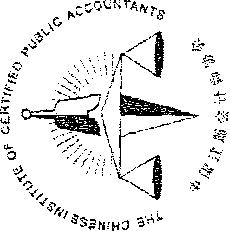 THE CHINESE INSTITUTE OF CERTIFIED PUBLIC ACCOUNTANTS